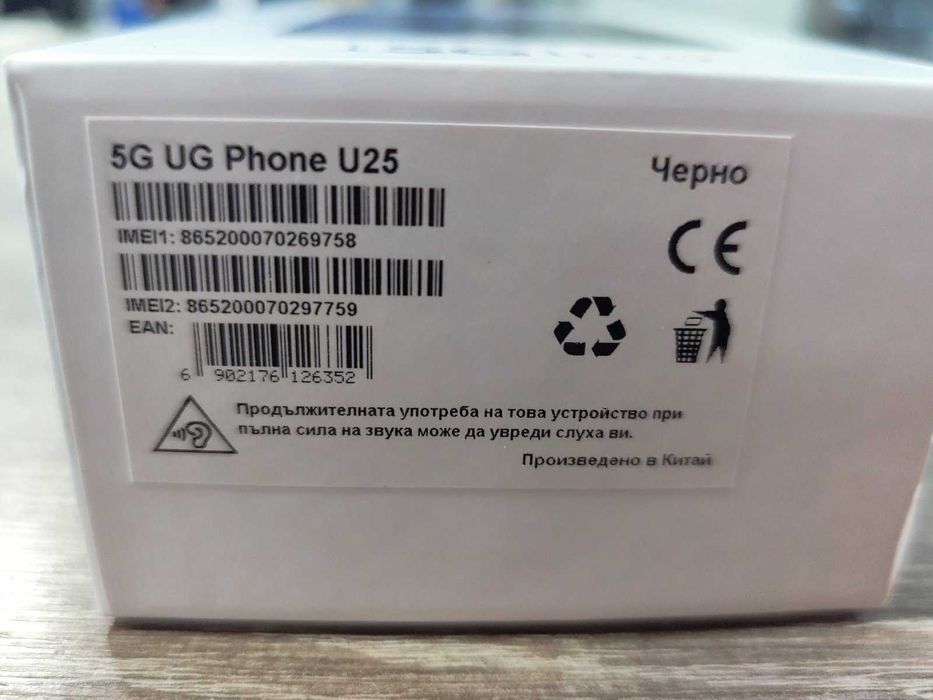 5G UG Phone U25
Черно
IMEI1: 865200070269758
IMEI2: 865200070297759
EAN:
6 902176 126352
CE
Продължителната употреба на това устройство при
пълна сила на звука може да увреди слуха ви.
Произведено в Китай